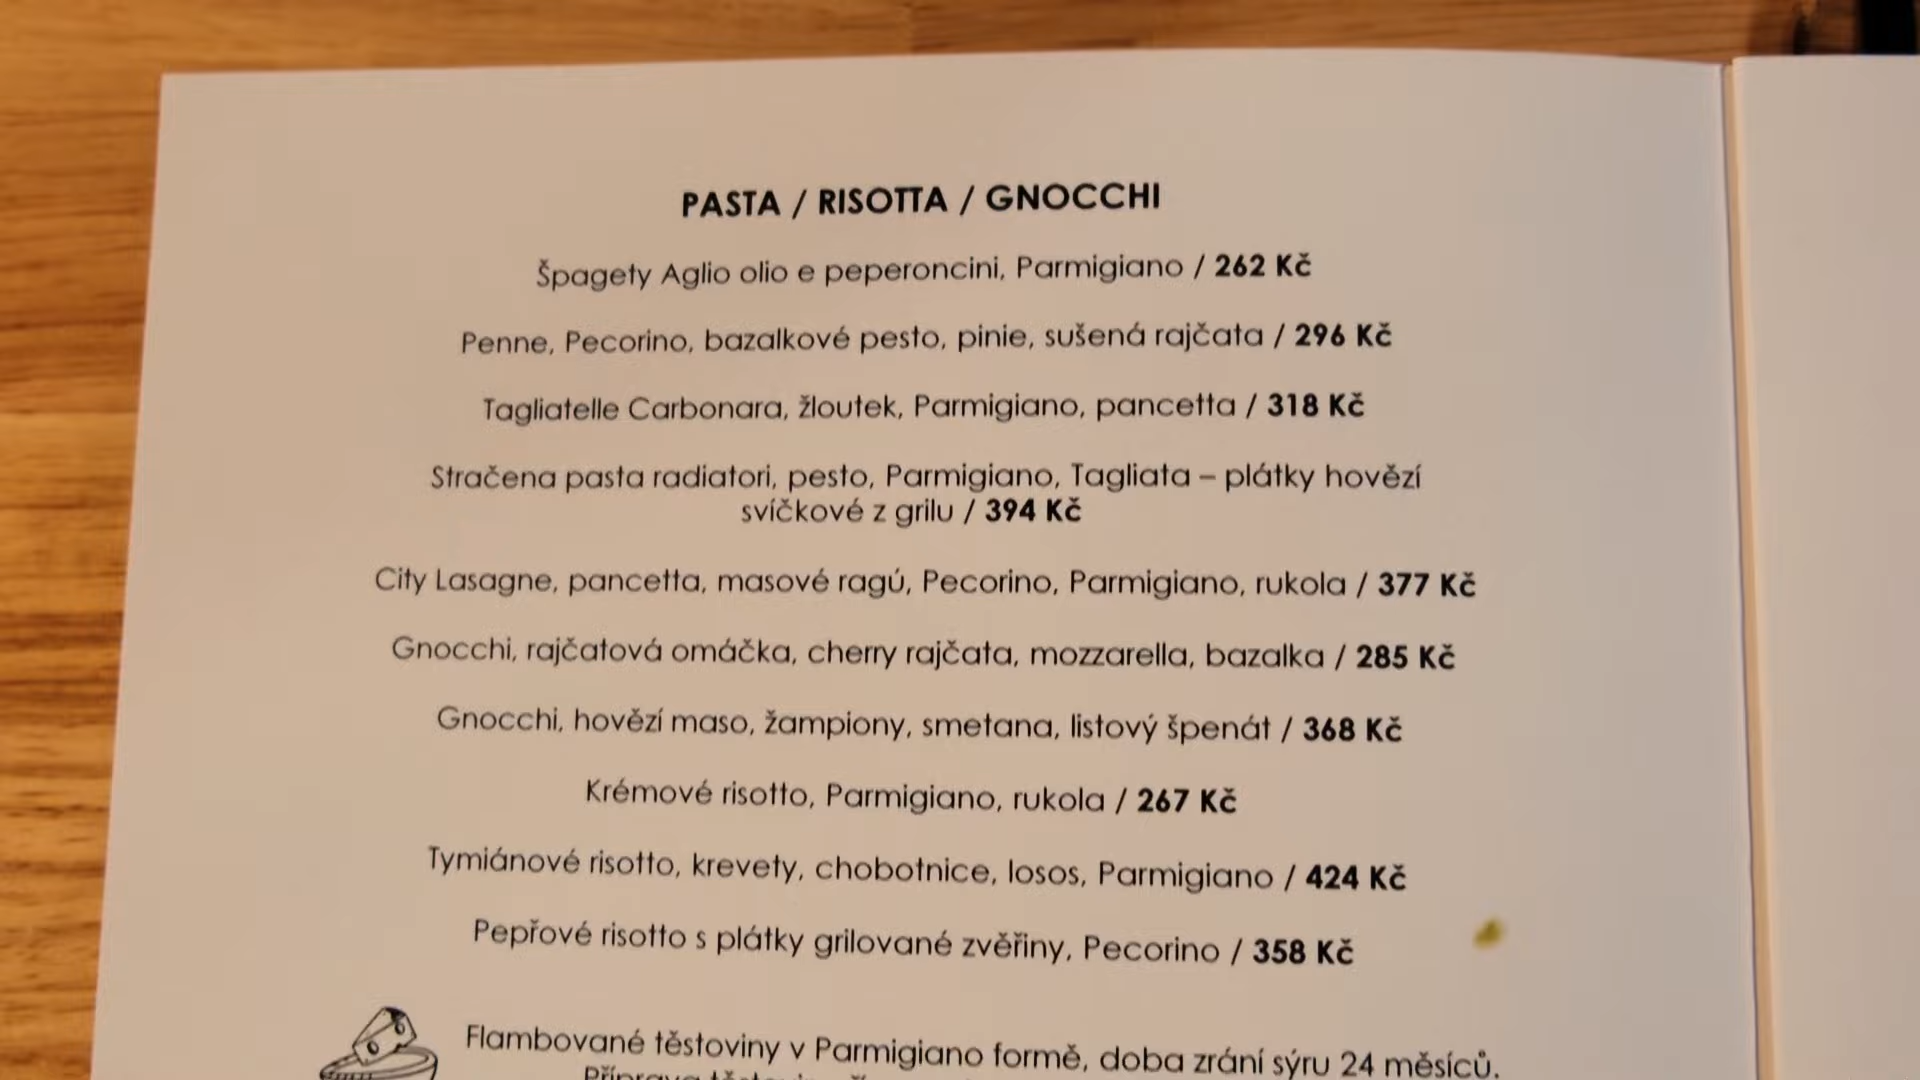 PASTA / RISOTTA / GNOCCHI
Špagety Aglio olio e peperoncini, Parmigiano / 262 Kč
Penne, Pecorino, bazalkové pesto, pinie, sušená rajčata / 296 Kč
Tagliatelle Carbonara, žloutek, Parmigiano, pancetta / 318 Kč
Stračena pasta radiatori, pesto, Parmigiano, Tagliata – plátky hovězí
svíčkové z grilu / 394 Kč
City Lasagne, pancetta, masové ragú, Pecorino, Parmigiano, rukola / 377 Kč
Gnocchi, rajčatová omáčka, cherry rajčata, mozzarella, bazalka / 285 Kč
Gnocchi, hovězí maso, žampiony, smetana, listový špenát / 368 Kč
Krémové risotto, Parmigiano, rukola / 267 Kč
Tymiánové risotto, krevety, chobotnice, losos, Parmigiano / 424 Kč
Pepřové risotto s plátky grilované zvěřiny, Pecorino / 358 Kč
Flambované těstoviny v Parmigiano formě, doba zrání sýru 24 měsíců.